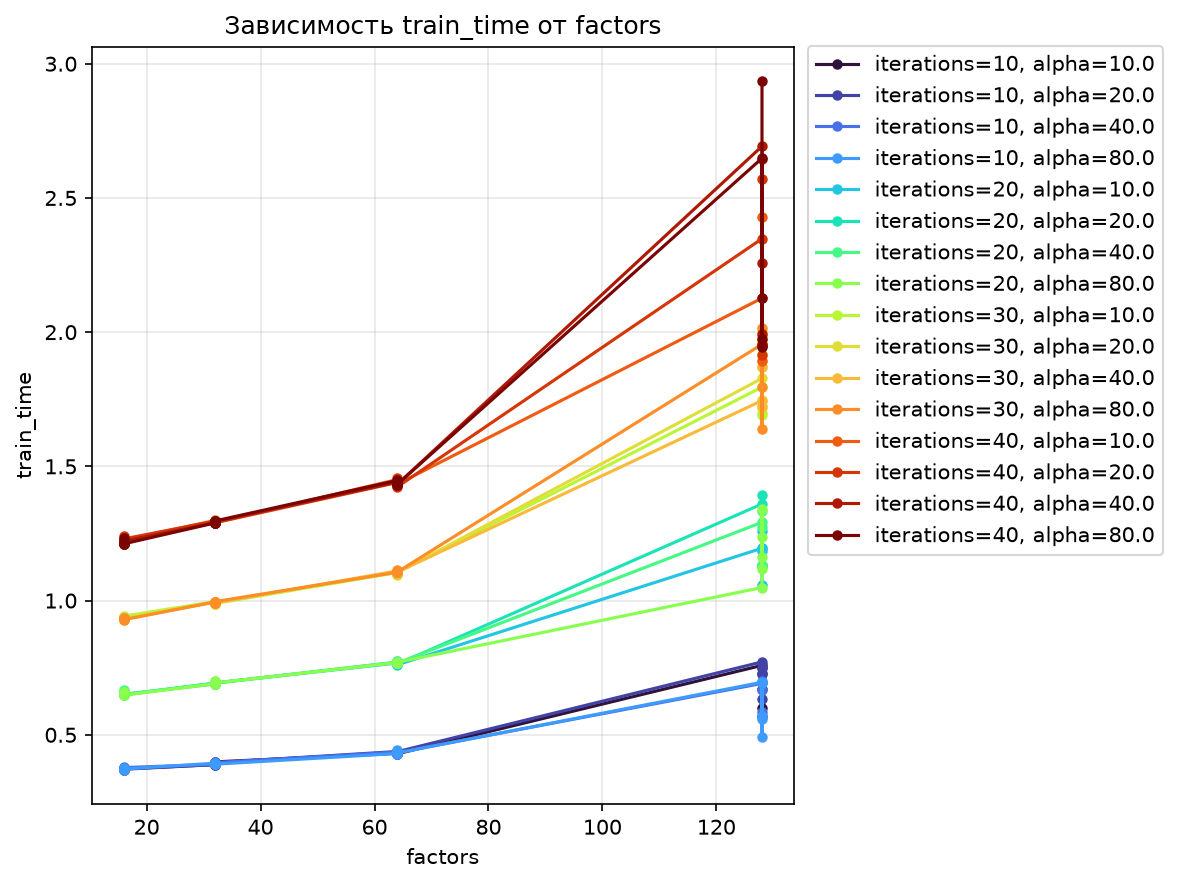 Зависимость train_time от factors
3.0
2.5
2.0
1.5
1.0
0.5
train_time
20
40
60
80
100
120
factors
iterations=10, alpha=10.0
iterations=10, alpha=20.0
iterations=10, alpha=40.0
iterations=10, alpha=80.0
iterations=20, alpha=10.0
iterations=20, alpha=20.0
iterations=20, alpha=40.0
iterations=20, alpha=80.0
iterations=30, alpha=10.0
iterations=30, alpha=20.0
iterations=30, alpha=40.0
iterations=30, alpha=80.0
iterations=40, alpha=10.0
iterations=40, alpha=20.0
iterations=40, alpha=40.0
iterations=40, alpha=80.0